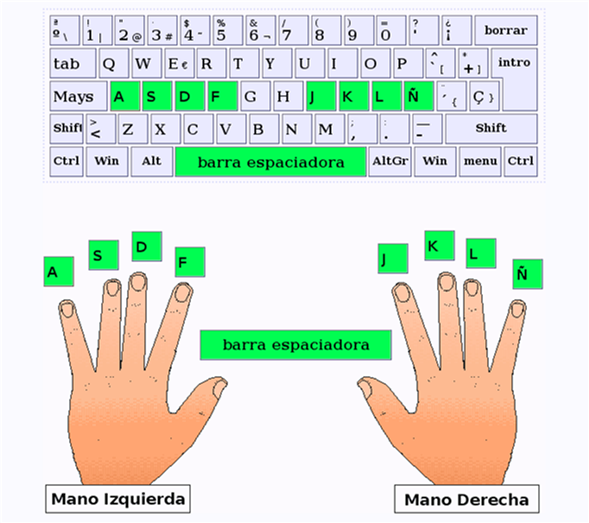 ª º \ ! 1 | " 2 @ · 3 # $ 4 ~ % 5 & 6 ¬ / 7 ( 8 ) 9 = 0 ? ' ¿ ¡ borrar
tab Q W E € R T Y U I O P ^ ` [ * + ] intro
Mays A S D F G H J K L Ñ ¨ ´ { Ç }
Shift > < Z X C V B N M ; , : . — - Shift
Ctrl Win Alt barra espaciadora AltGr Win menu Ctrl
A S D F J K L Ñ
barra espaciadora
Mano Izquierda Mano Derecha